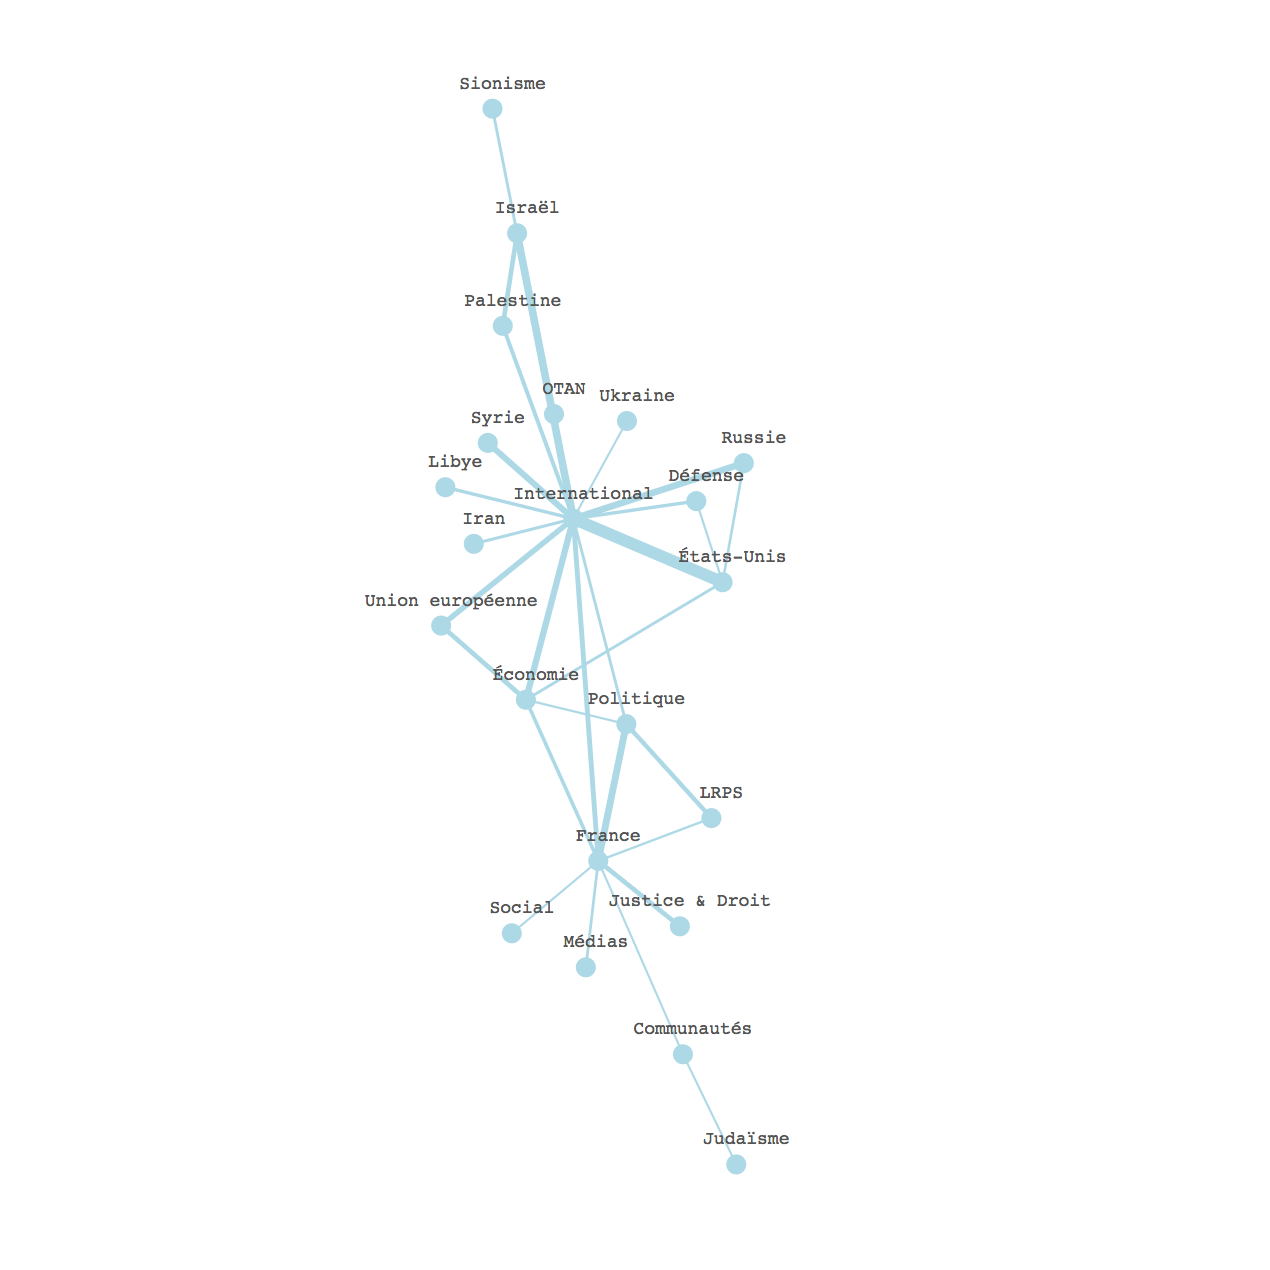 Sionisme
Israël
Palestine
OTAN
Ukraine
Syrie
Russie
Libye
Défense
International
Iran
États-Unis
Union européenne
Économie
Politique
LRPS
France
Justice & Droit
Social
Médias
Communautés
Judaïsme